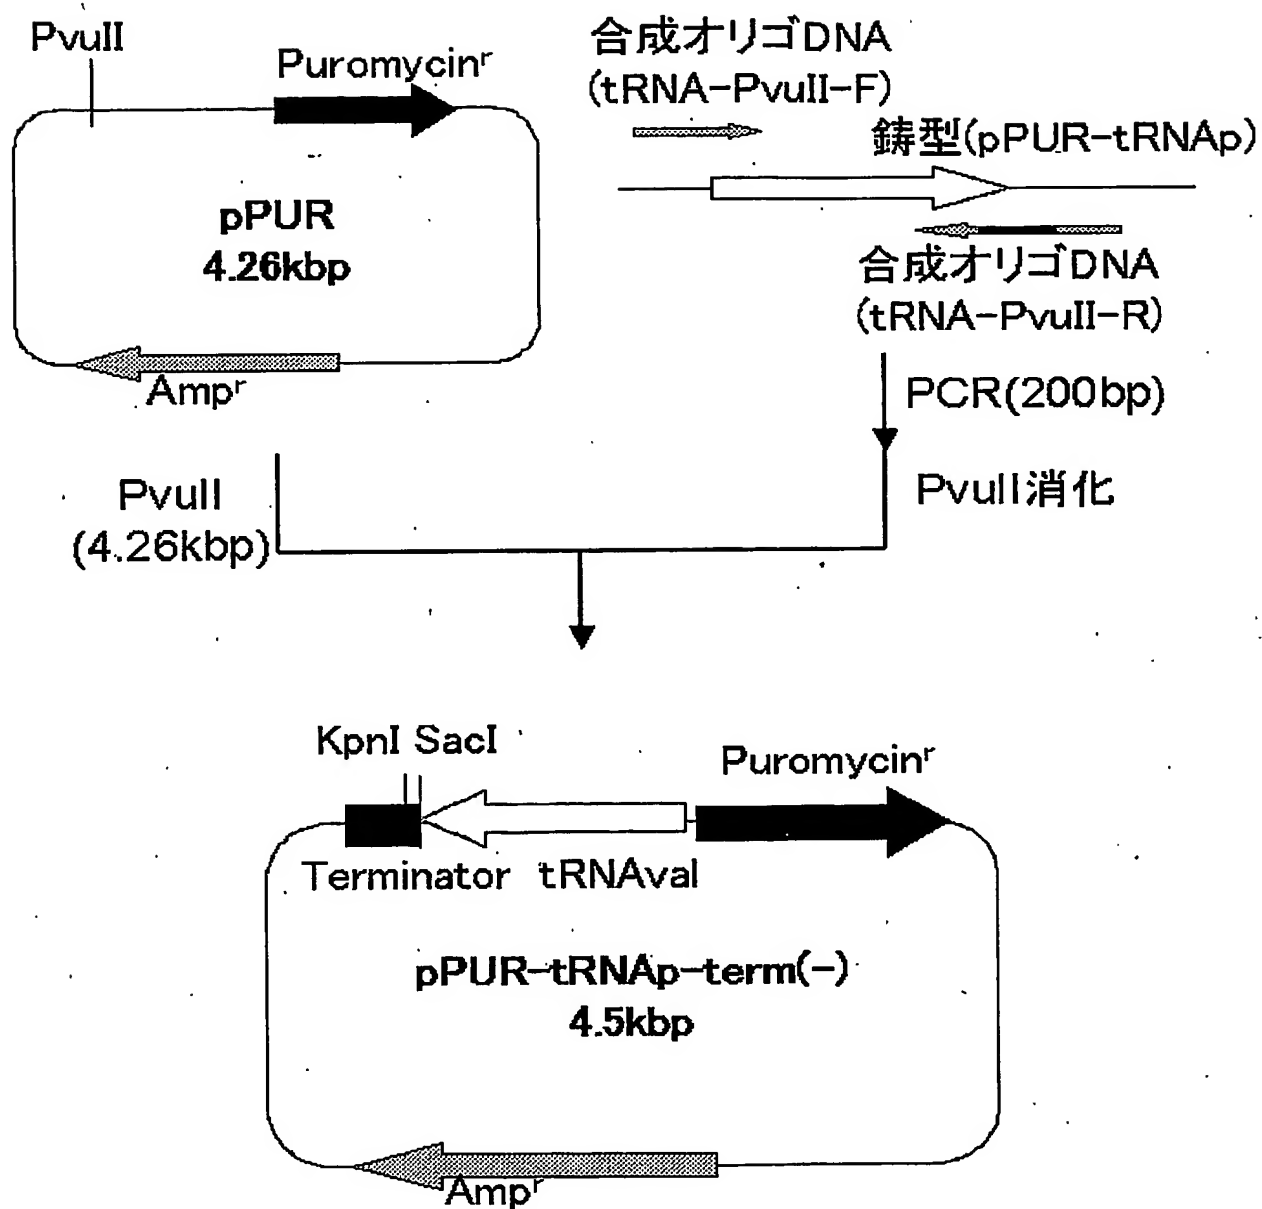 PvuII
Puromycinʳ
pPUR
4.26kbp
Ampʳ
合成オリゴDNA
(tRNA-PvuII-F)
鋳型(pPUR-tRNAp)
合成オリゴDNA
(tRNA-PvuII-R)
PCR(200bp)
PvuII
(4.26kbp)
PvuII消化
KpnI SacI
Puromycinʳ
Terminator tRNAval
pPUR-tRNAp-term(-)
4.5kbp
Ampʳ